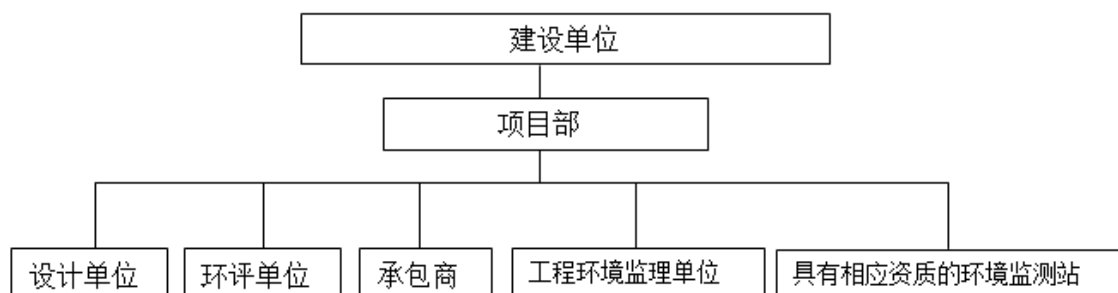 建设单位
项目部
设计单位
环评单位
承包商
工程环境监理单位
具有相应资质的环境监测站